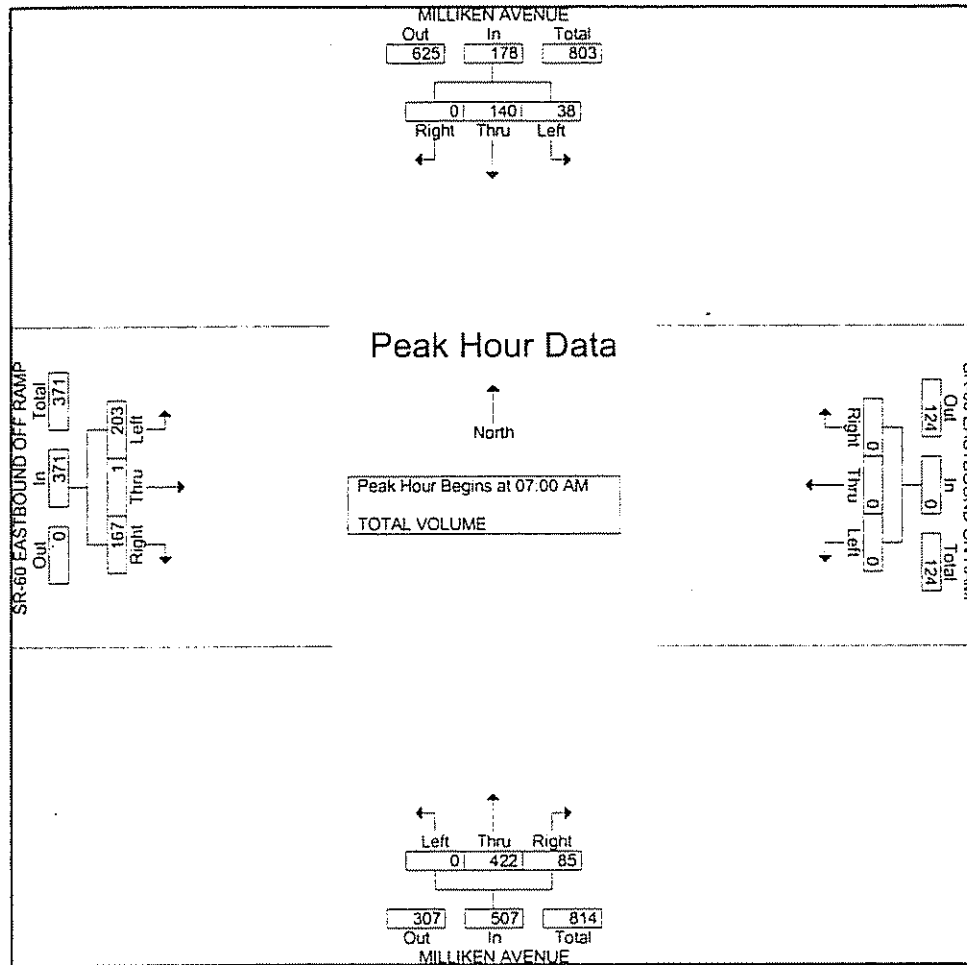 MILLIKEN AVENUE
Out In Total
625 178 803
0 140 38
Right Thru Left
Peak Hour Data
North
Peak Hour Begins at 07:00 AM
TOTAL VOLUME
SR-60 EASTBOUND OFF RAMP
Out In Total
0 371 371
Right Thru Left
167 1 203
Out In Total
124 0 124
Right Thru Left
0 0 0
Left Thru Right
0 422 85
307 507 814
Out In Total
MILLIKEN AVENUE